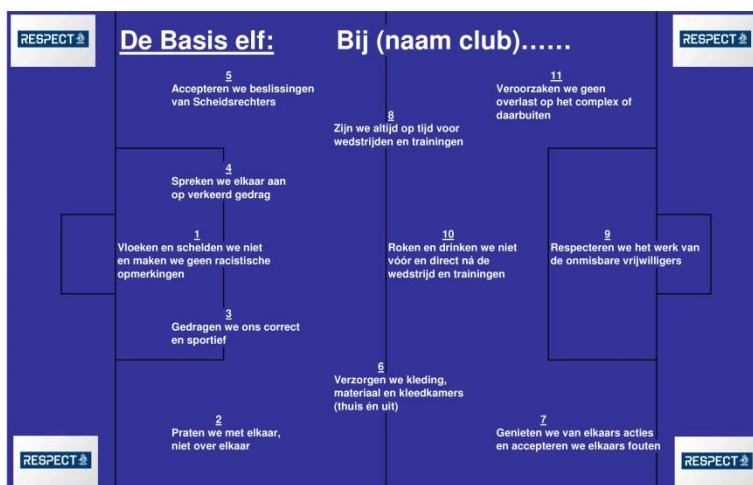 RESPECT
De Basis elf:
Bij (naam club)......
RESPECT
5
Accepteren we beslissingen
van Scheidsrechters
11
Veroorzaken we geen
overlast op het complex of
daarbuiten
8
Zijn we altijd op tijd voor
wedstrijden en trainingen
4
Spreken we elkaar aan
op verkeerd gedrag
1
Vloeken en schelden we niet
en maken we geen racistische
opmerkingen
10
Roken en drinken we niet
vóór en direct ná de
wedstrijd en trainingen
9
Respecteren we het werk van
de onmisbare vrijwilligers
3
Gedragen we ons correct
en sportief
6
Verzorgen we kleding,
materiaal en kleedkamers
(thuis én uit)
2
Praten we met elkaar,
niet over elkaar
7
Genieten we van elkaars acties
en accepteren we elkaars fouten
RESPECT
RESPECT